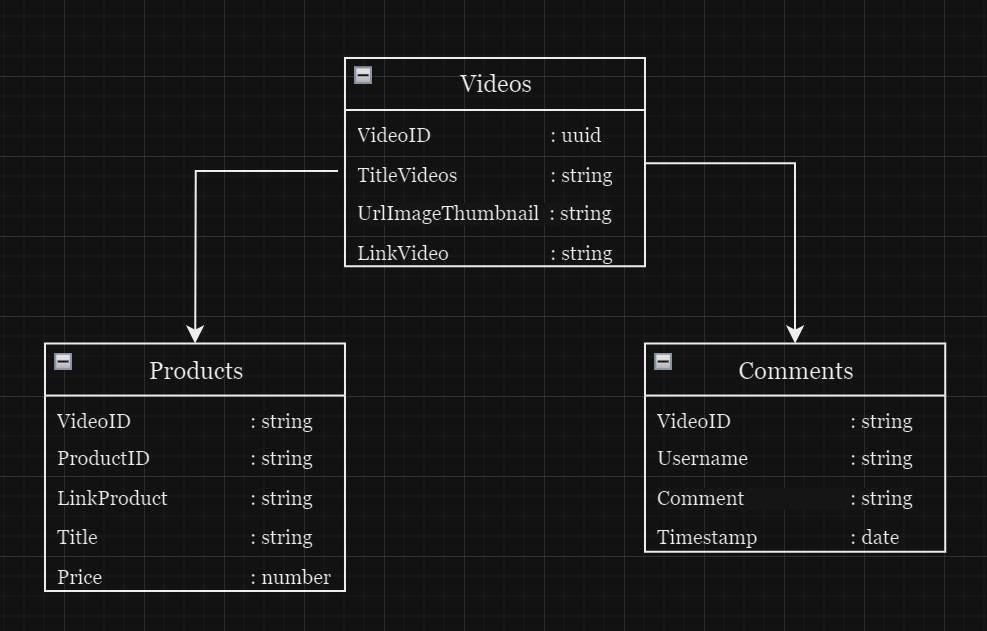 Videos
VideoID : uuid
TitleVideos : string
UrlImageThumbnail : string
LinkVideo : string
Products
VideoID : string
ProductID : string
LinkProduct : string
Title : string
Price : number
Comments
VideoID : string
Username : string
Comment : string
Timestamp : date